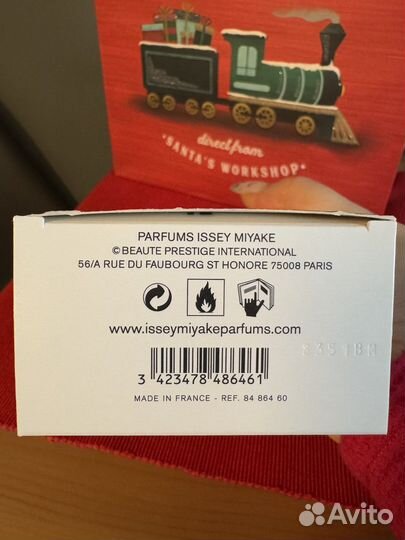 direct from
SANTA'S WORKSHOP
PARFUMS ISSEY MIYAKE
©BEAUTE PRESTIGE INTERNATIONAL
56/A RUE DU FAUBOURG ST HONORE 75008 PARIS
www.isseymiyakeparfums.com
3 423478 486461
MADE IN FRANCE - REF. 84 864 60
Avito